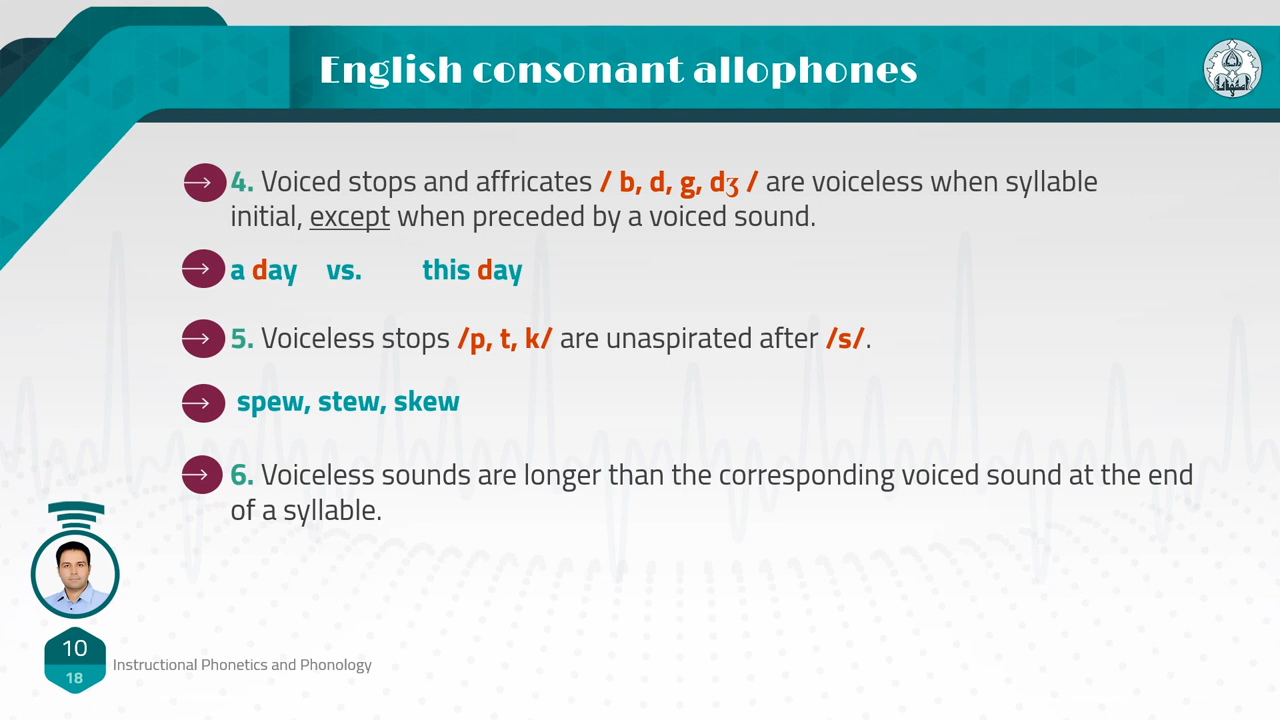 English consonant allophones
4. Voiced stops and affricates / b, d, g, dʒ / are voiceless when syllable
initial, except when preceded by a voiced sound.
a day vs. this day
5. Voiceless stops /p, t, k/ are unaspirated after /s/.
spew, stew, skew
6. Voiceless sounds are longer than the corresponding voiced sound at the end
of a syllable.
10
18
Instructional Phonetics and Phonology